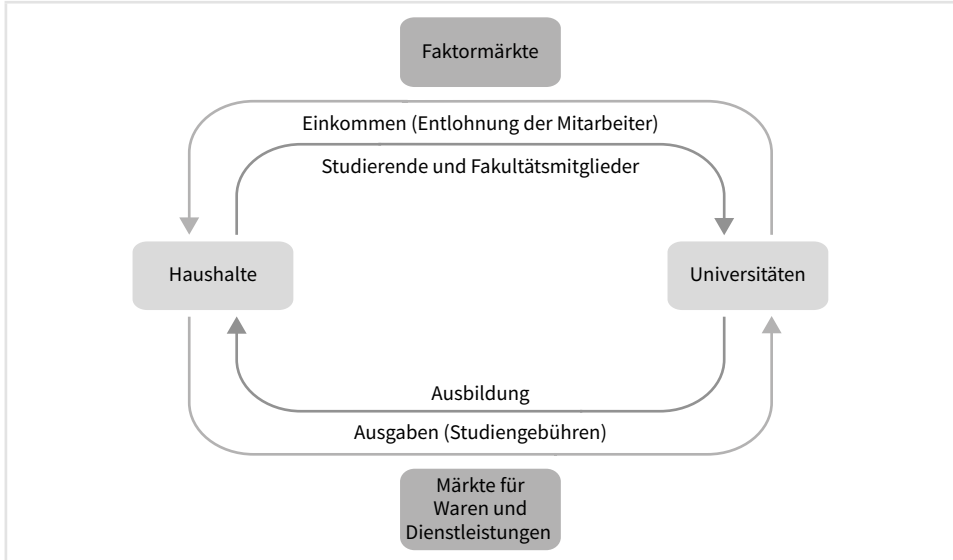 Faktormärkte
Einkommen (Entlohnung der Mitarbeiter)
Studierende und Fakultätsmitglieder
Haushalte
Universitäten
Ausbildung
Ausgaben (Studiengebühren)
Märkte für
Waren und
Dienstleistungen